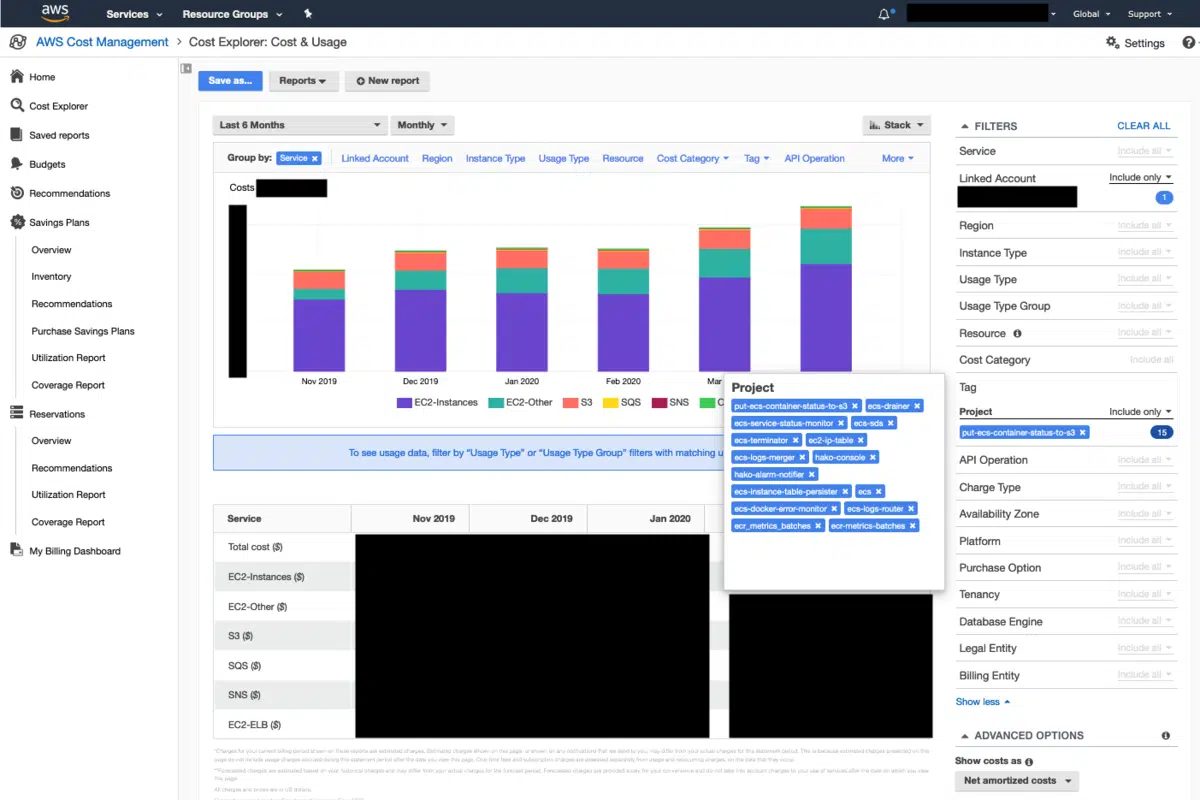 aws Services Resource Groups Global Support
AWS Cost Management > Cost Explorer: Cost & Usage Settings
Home
Cost Explorer
Saved reports
Budgets
Recommendations
Savings Plans
Overview
Inventory
Recommendations
Purchase Savings Plans
Utilization Report
Coverage Report
Reservations
Overview
Recommendations
Utilization Report
Coverage Report
My Billing Dashboard
Save as... Reports New report
Last 6 Months Monthly Stack
Group by: Service × Linked Account Region Instance Type Usage Type Resource Cost Category Tag API Operation More
Costs
Nov 2019 Dec 2019 Jan 2020 Feb 2020 Mar
EC2-Instances EC2-Other S3 SQS SNS C
To see usage data, filter by “Usage Type” or “Usage Type Group” filters with matching u
Project
put-ecs-container-status-to-s3 × ecs-drainer ×
ecs-service-status-monitor × ecs-sds ×
ecs-terminator × ec2-ip-table ×
ecs-logs-merger × hako-console ×
hako-alarm-notifier ×
ecs-instance-table-persister × ecs ×
ecs-docker-error-monitor × ecs-logs-router ×
ecr_metrics_batches × ecr-metrics-batches ×
Service Nov 2019 Dec 2019 Jan 2020
Total cost ($)
EC2-Instances ($)
EC2-Other ($)
S3 ($)
SQS ($)
SNS ($)
EC2-ELB ($)
All charges and prices are in US dollars.
FILTERS CLEAR ALL
Service Include all
Linked Account Include only
1
Region Include all
Instance Type Include all
Usage Type Include all
Usage Type Group Include all
Resource Include all
Cost Category Include all
Tag
Project Include only
put-ecs-container-status-to-s3 × 15
API Operation Include all
Charge Type Include all
Availability Zone Include all
Platform Include all
Purchase Option Include all
Tenancy Include all
Database Engine Include all
Legal Entity Include all
Billing Entity Include all
Show less
ADVANCED OPTIONS
Show costs as
Net amortized costs